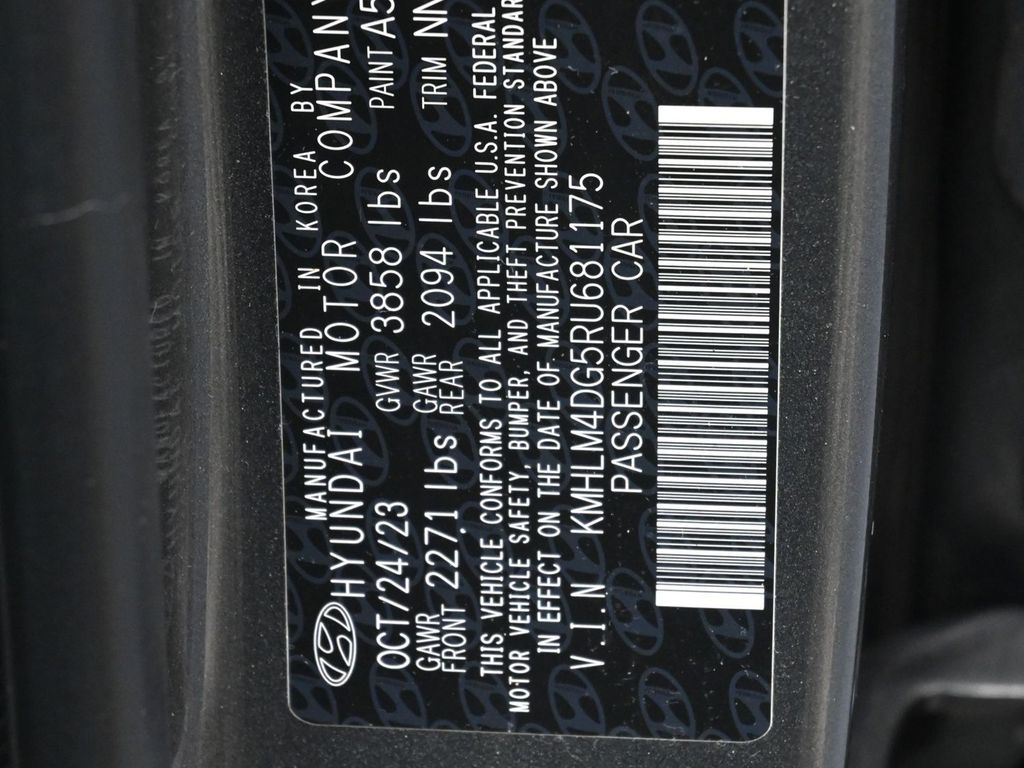 MANUFACTURED IN KOREA BY
HYUNDAI MOTOR COMPANY
OCT/24/23 GVWR 3858 lbs PAINT A5
GAWR FRONT 2271 lbs GAWR REAR 2094 lbs TRIM NN
THIS VEHICLE CONFORMS TO ALL APPLICABLE U.S.A. FEDERAL
MOTOR VEHICLE SAFETY, BUMPER, AND THEFT PREVENTION STANDAR
IN EFFECT ON THE DATE OF MANUFACTURE SHOWN ABOVE
V.I.N KMHLM4DG5RU681175
PASSENGER CAR